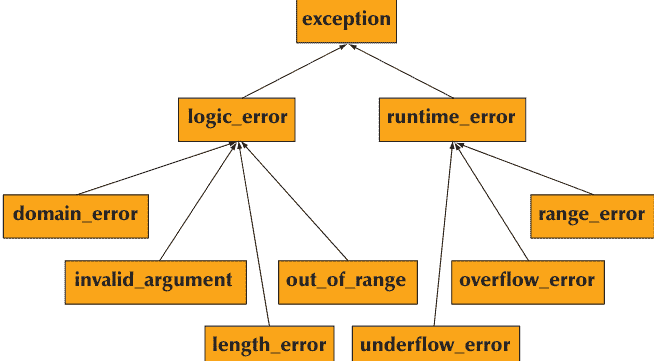 exception
logic_error
runtime_error
domain_error
range_error
invalid_argument
out_of_range
overflow_error
length_error
underflow_error